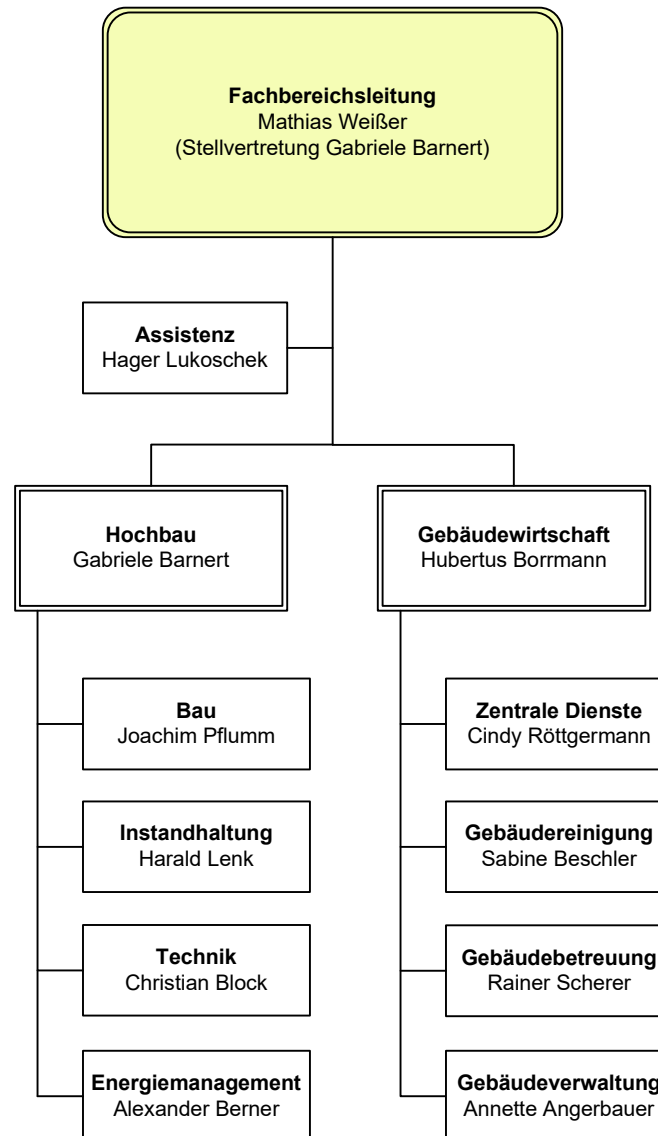 Fachbereichsleitung
Mathias Weißer
(Stellvertretung Gabriele Barnert)
Assistenz
Hager Lukoschek
Hochbau
Gabriele Barnert
Gebäudewirtschaft
Hubertus Borrmann
Bau
Joachim Pflumm
Zentrale Dienste
Cindy Röttgermann
Instandhaltung
Harald Lenk
Gebäudereinigung
Sabine Beschler
Technik
Christian Block
Gebäudebetreuung
Rainer Scherer
Energiemanagement
Alexander Berner
Gebäudeverwaltung
Annette Angerbauer